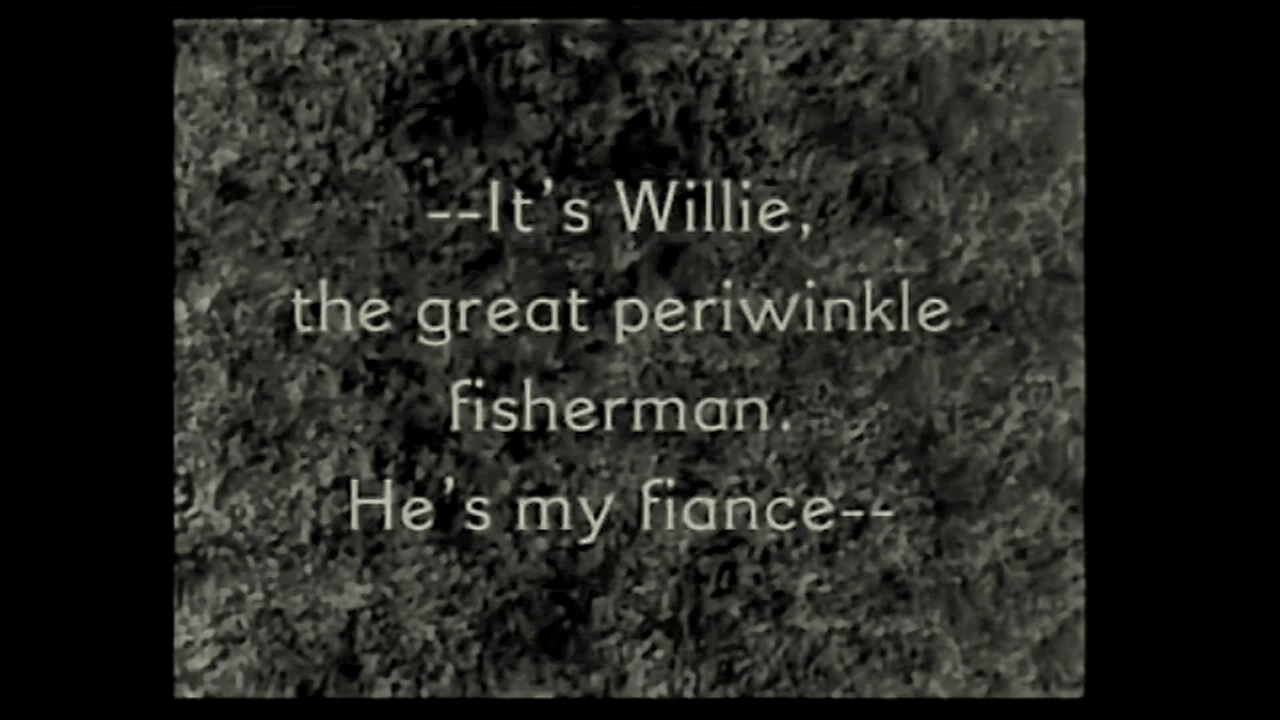 --It's Willie,
the great periwinkle
fisherman.
He's my fiance--